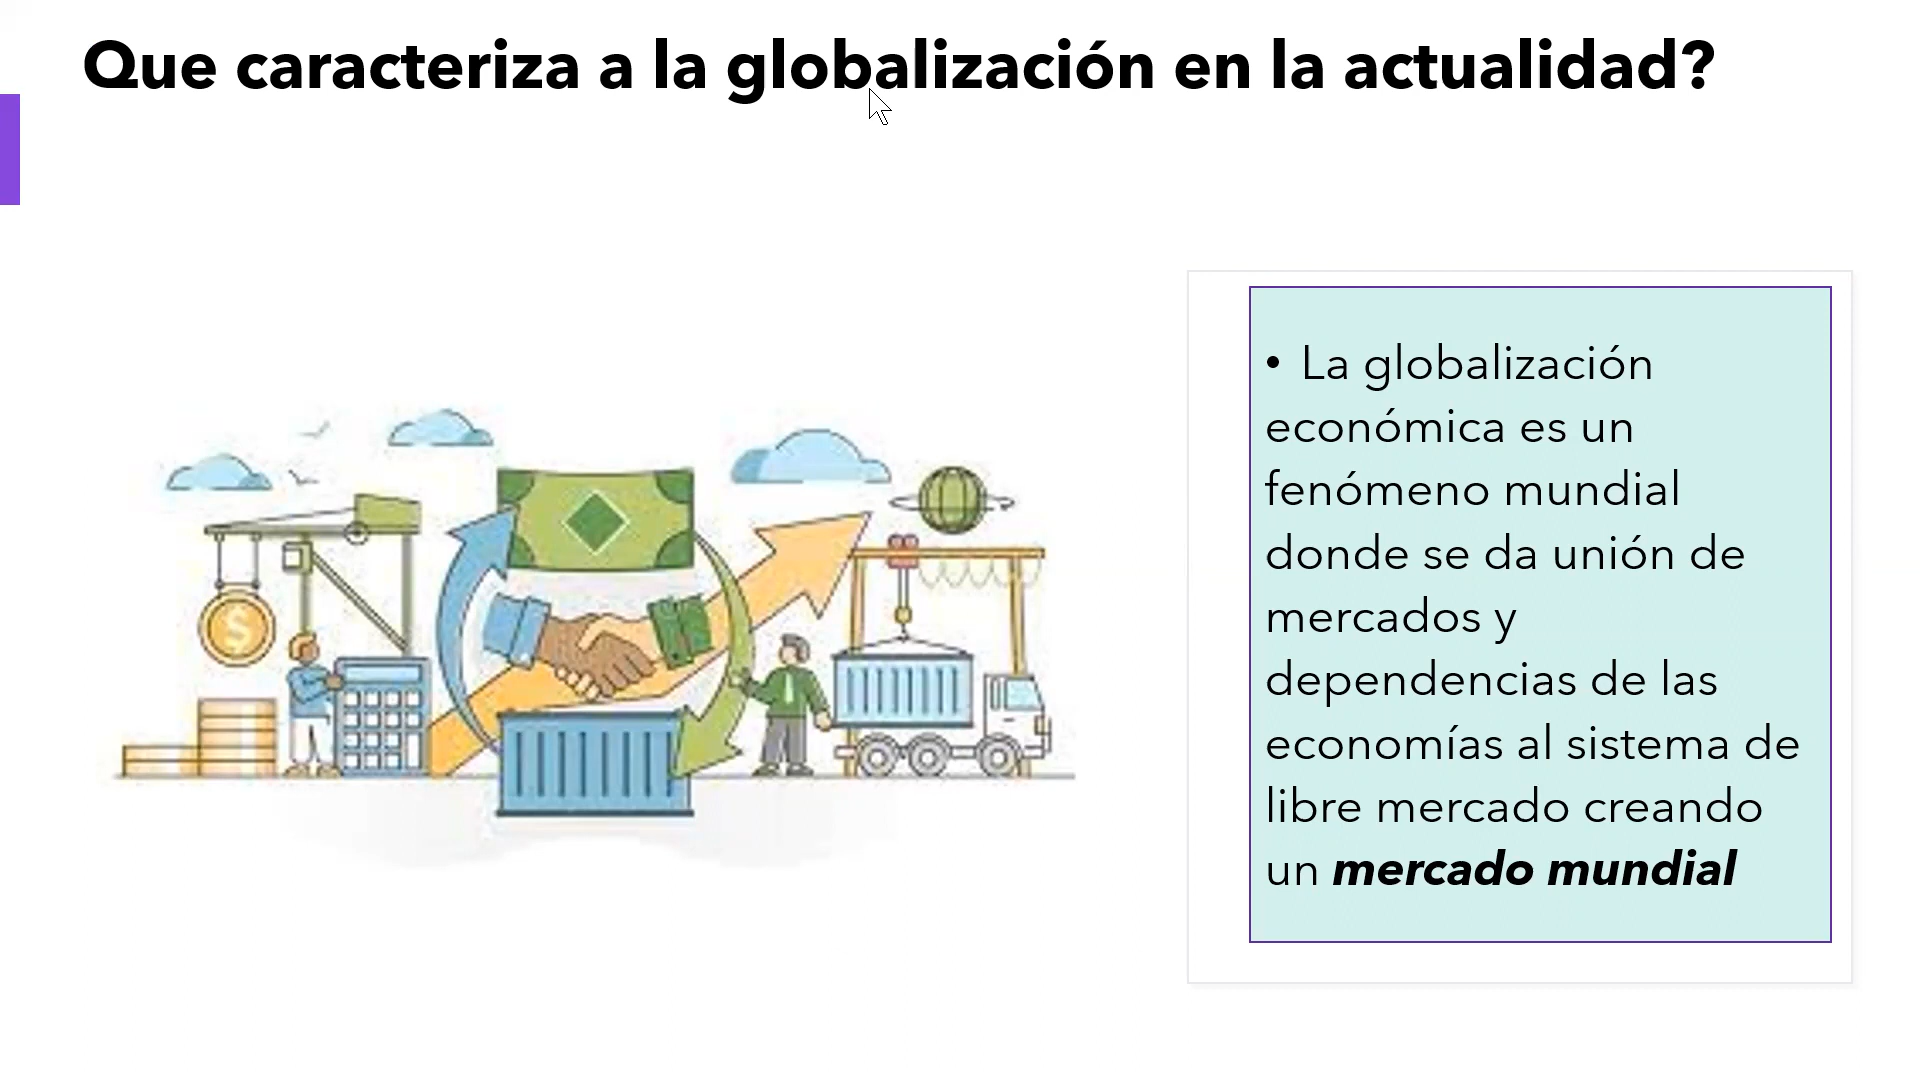 Que caracteriza a la globalización en la actualidad?
• La globalización
económica es un
fenómeno mundial
donde se da unión de
mercados y
dependencias de las
economías al sistema de
libre mercado creando
un mercado mundial
$